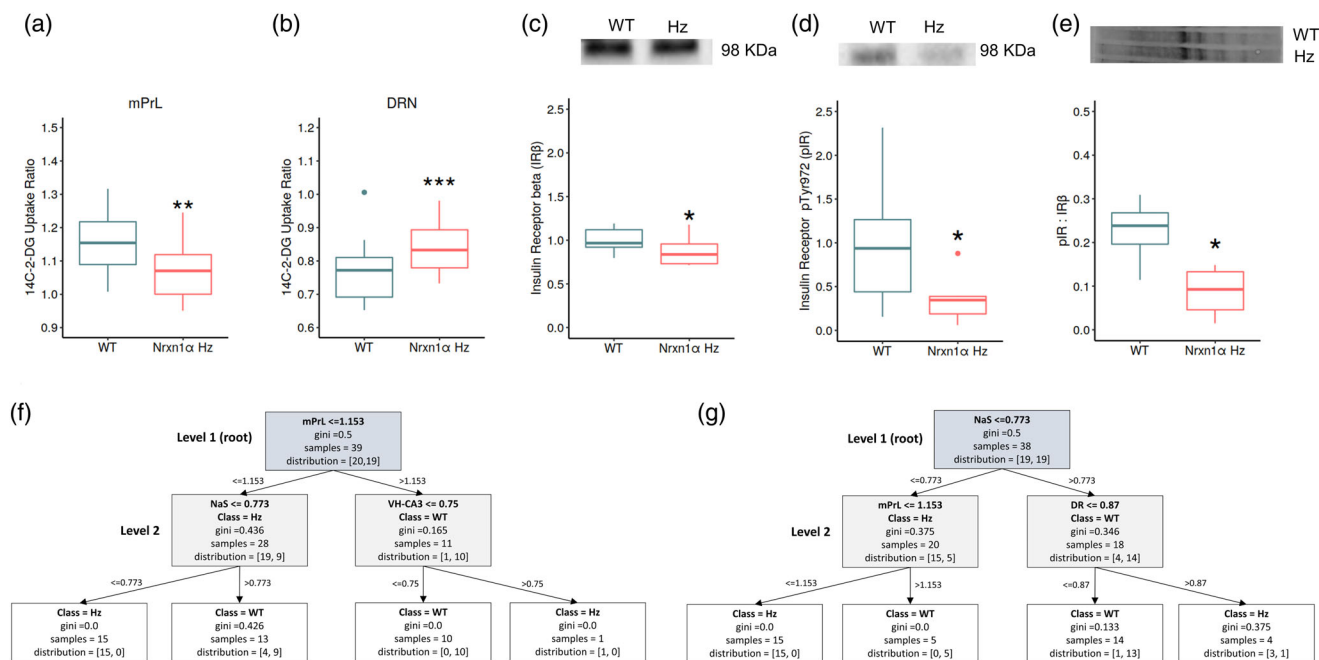 (a)
(b)
(c)
(d)
(e)
WT Hz
98 KDa
WT Hz
98 KDa
WT
Hz
mPrL
14C-2-DG Uptake Ratio
1.5
1.4
1.3
1.2
1.1
1.0
0.9
**
WT Nrxn1α Hz
DRN
14C-2-DG Uptake Ratio
1.2
1.1
1.0
0.9
0.8
0.7
0.6
***
WT Nrxn1α Hz
Insulin Receptor beta (IRβ)
2.5
2.0
1.5
1.0
0.5
0.0
*
WT Nrxn1α Hz
Insulin Receptor pTyr972 (pIR)
2.5
2.0
1.5
1.0
0.5
0.0
*
WT Nrxn1α Hz
pIR : IRβ
0.5
0.4
0.3
0.2
0.1
0.0
*
WT Nrxn1α Hz
(f)
Level 1 (root)
mPrL <=1.153
gini =0.5
samples = 39
distribution = [20,19]
<=1.153
>1.153
Level 2
NaS <= 0.773
Class = Hz
gini =0.436
samples = 28
distribution = [19, 9]
VH-CA3 <= 0.75
Class = WT
gini =0.165
samples = 11
distribution = [1, 10]
<=0.773
>0.773
<=0.75
>0.75
Class = Hz
gini =0.0
samples = 15
distribution = [15, 0]
Class = WT
gini =0.426
samples = 13
distribution = [4, 9]
Class = WT
gini =0.0
samples = 10
distribution = [0, 10]
Class = Hz
gini =0.0
samples = 1
distribution = [1, 0]
(g)
Level 1 (root)
NaS <=0.773
gini =0.5
samples = 38
distribution = [19, 19]
<=0.773
>0.773
Level 2
mPrL <= 1.153
Class = Hz
gini =0.375
samples = 20
distribution = [15, 5]
DR <= 0.87
Class = WT
gini =0.346
samples = 18
distribution = [4, 14]
<=1.153
>1.153
<=0.87
>0.87
Class = Hz
gini =0.0
samples = 15
distribution = [15, 0]
Class = WT
gini =0.0
samples = 5
distribution = [0, 5]
Class = WT
gini =0.133
samples = 14
distribution = [1, 13]
Class = Hz
gini =0.375
samples = 4
distribution = [3, 1]